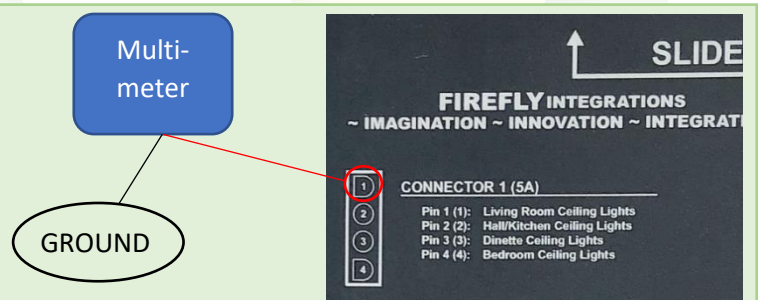 Multi-
meter
GROUND
SLIDE
FIREFLY INTEGRATIONS
~ IMAGINATION ~ INNOVATION ~ INTEGRATI
1
CONNECTOR 1 (5A)
2
3
4
Pin 1 (1): Living Room Ceiling Lights
Pin 2 (2): Hall/Kitchen Ceiling Lights
Pin 3 (3): Dinette Ceiling Lights
Pin 4 (4): Bedroom Ceiling Lights